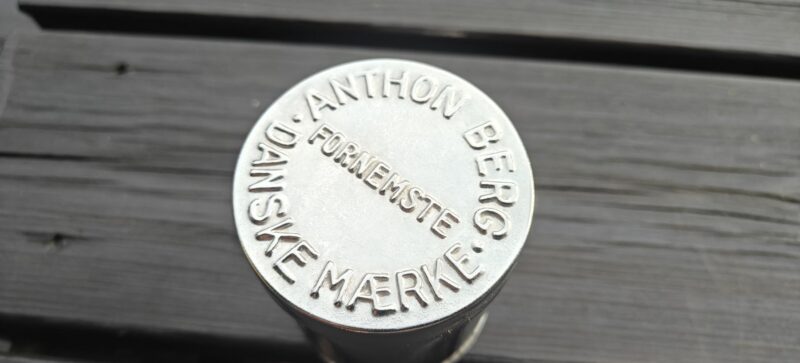 · ANTHON BERG ·
FORNEMSTE
DANSKE MÆRKE